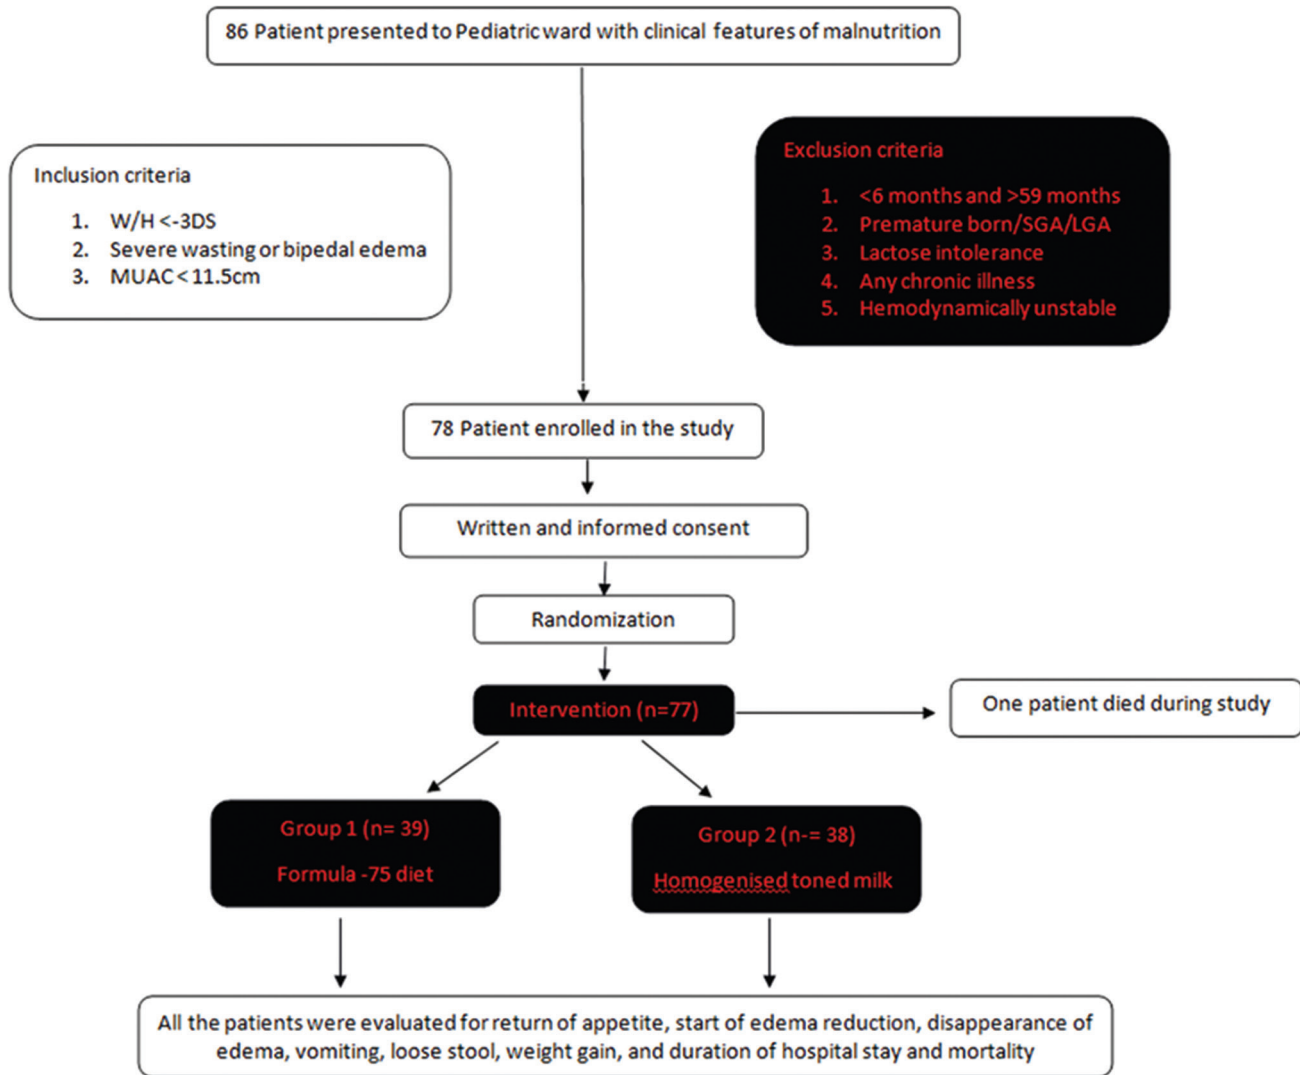 86 Patient presented to Pediatric ward with clinical features of malnutrition
Inclusion criteria
1. W/H <-3DS
2. Severe wasting or bipedal edema
3. MUAC < 11.5cm
Exclusion criteria
1. <6 months and >59 months
2. Premature born/SGA/LGA
3. Lactose intolerance
4. Any chronic illness
5. Hemodynamically unstable
78 Patient enrolled in the study
Written and informed consent
Randomization
Intervention (n=77)
One patient died during study
Group 1 (n= 39)
Formula -75 diet
Group 2 (n-= 38)
Homogenised toned milk
All the patients were evaluated for return of appetite, start of edema reduction, disappearance of
edema, vomiting, loose stool, weight gain, and duration of hospital stay and mortality